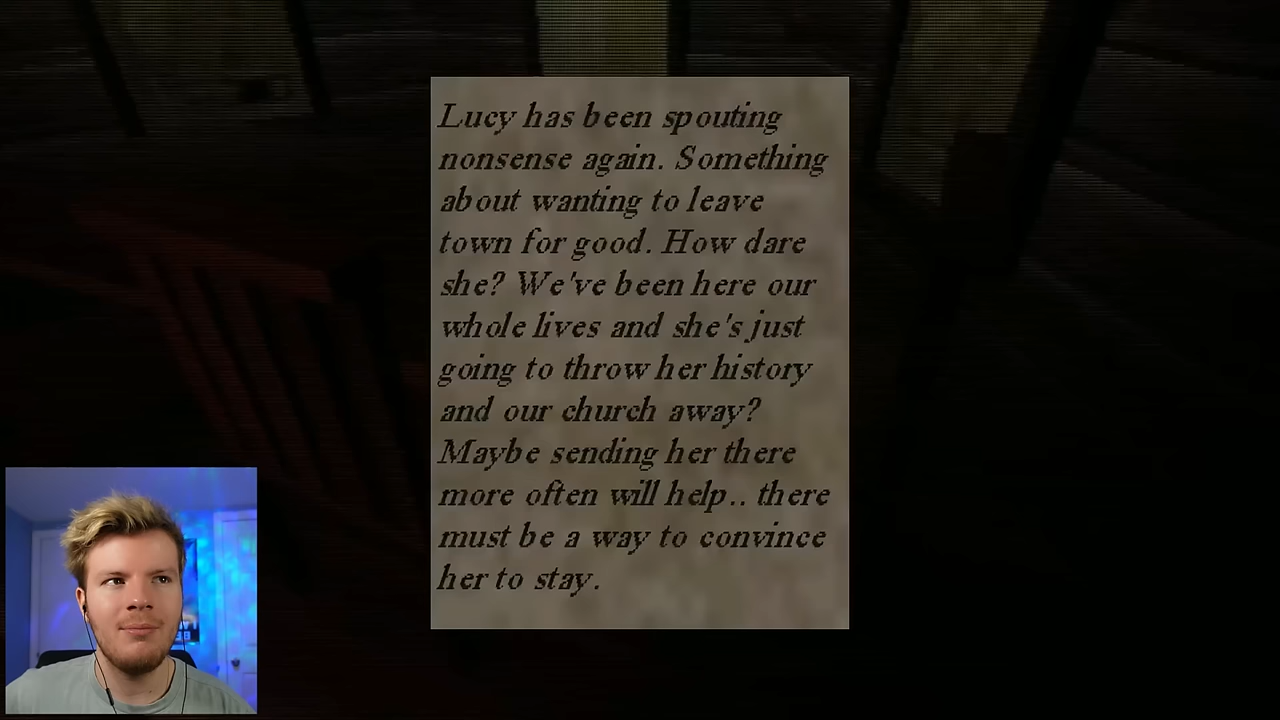 Lucy has been spouting
nonsense again. Something
about wanting to leave
town for good. How dare
she? We've been here our
whole lives and she's just
going to throw her history
and our church away?
Maybe sending her there
more often will help.. there
must be a way to convince
her to stay.